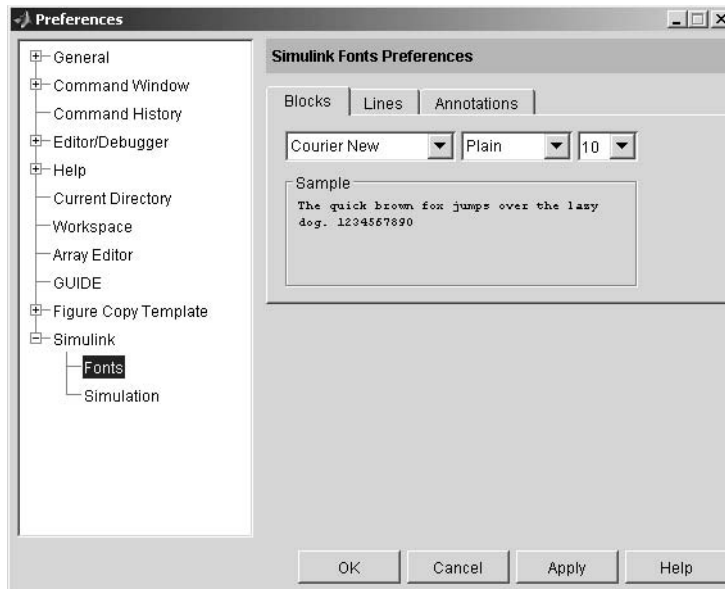 Preferences
General
Command Window
Command History
Editor/Debugger
Help
Current Directory
Workspace
Array Editor
GUIDE
Figure Copy Template
Simulink
Fonts
Simulation
Simulink Fonts Preferences
Blocks Lines Annotations
Courier New Plain 10
Sample
The quick brown fox jumps over the lazy
dog. 1234567890
OK Cancel Apply Help